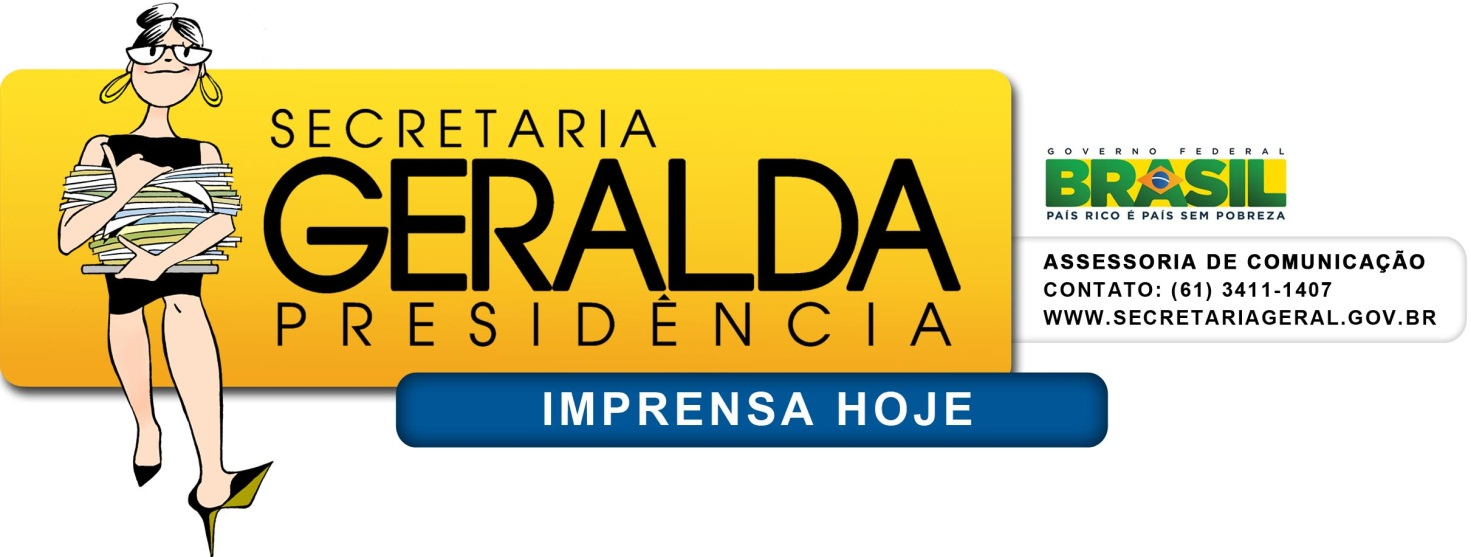 SECRETARIA
GERALDA
PRESIDÊNCIA
IMPRENSA HOJE
GOVERNO FEDERAL
BRASIL
PAÍS RICO É PAÍS SEM POBREZA
ASSESSORIA DE COMUNICAÇÃO
CONTATO: (61) 3411-1407
WWW.SECRETARIAGERAL.GOV.BR